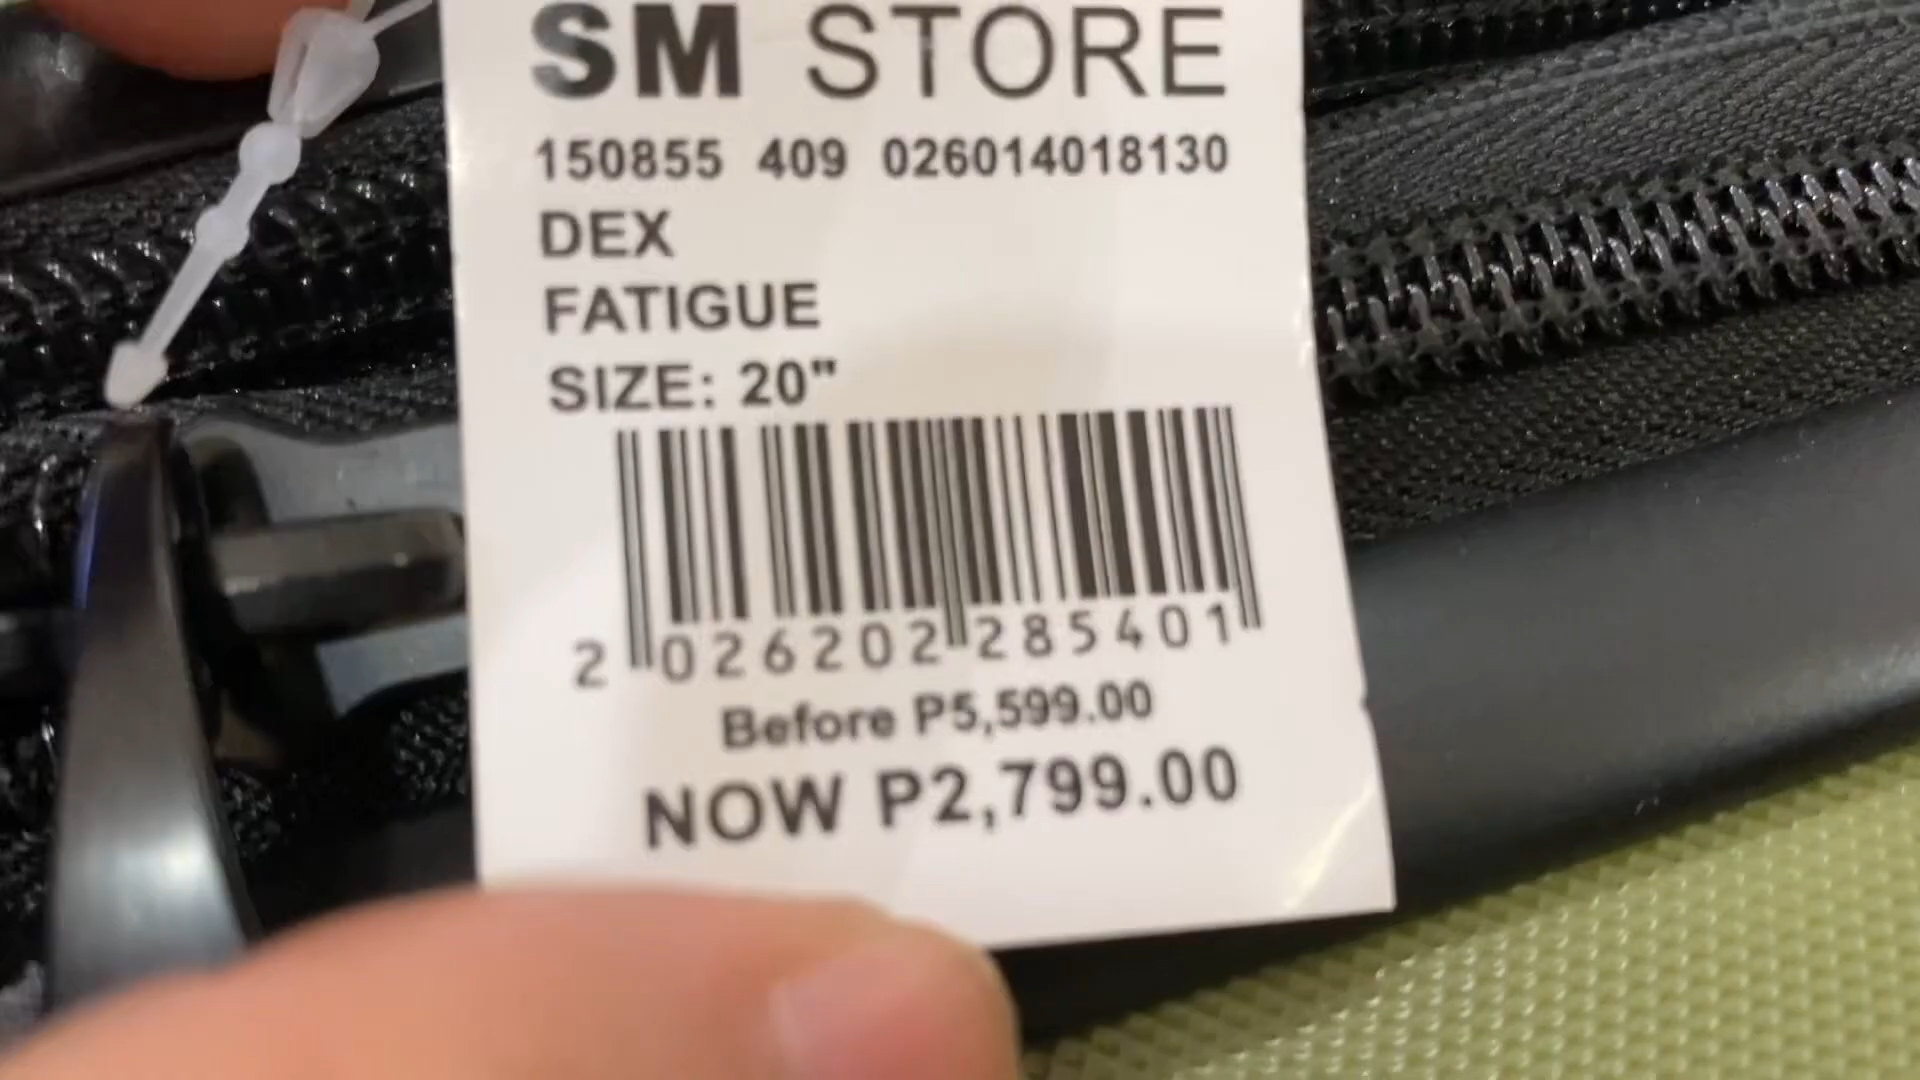 SM STORE
150855 409 026014018130
DEX
FATIGUE
SIZE: 20"
2 026202 285401
Before P5,599.00
NOW P2,799.00